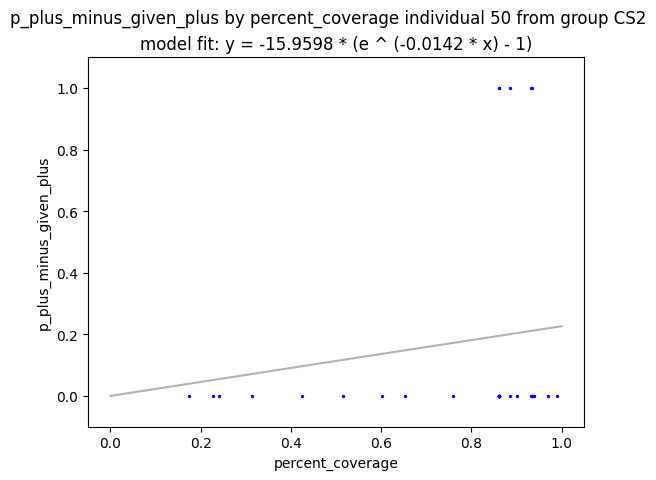 p_plus_minus_given_plus by percent_coverage individual 50 from group CS2
model fit: y = -15.9598 * (e ^ (-0.0142 * x) - 1)
1.0
0.8
0.6
0.4
0.2
0.0
p_plus_minus_given_plus
0.0 0.2 0.4 0.6 0.8 1.0
percent_coverage